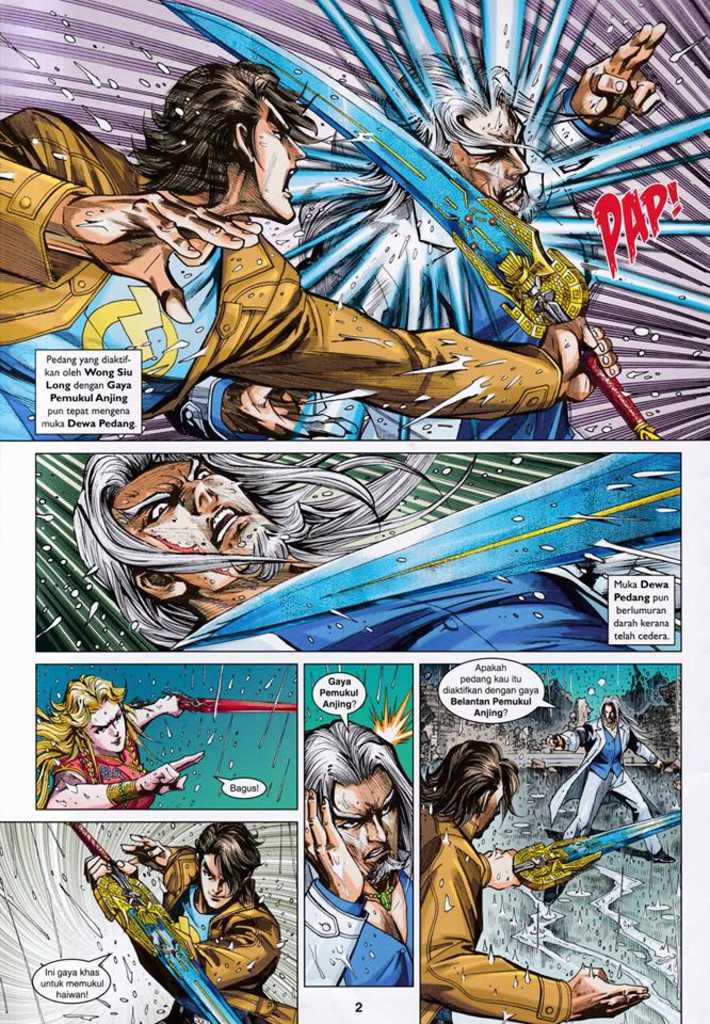 PAP!
Pedang yang diaktif-
kan oleh Wong Siu
Long dengan Gaya
Pemukul Anjing
pun tepat mengena
muka Dewa Pedang.
Muka Dewa
Pedang pun
berlumuran
darah kerana
telah cedera.
Bagus!
Gaya
Pemukul
Anjing?
Apakah
pedang kau itu
diaktifkan dengan gaya
Belantan Pemukul
Anjing?
Ini gaya khas
untuk memukul
haiwan!
2